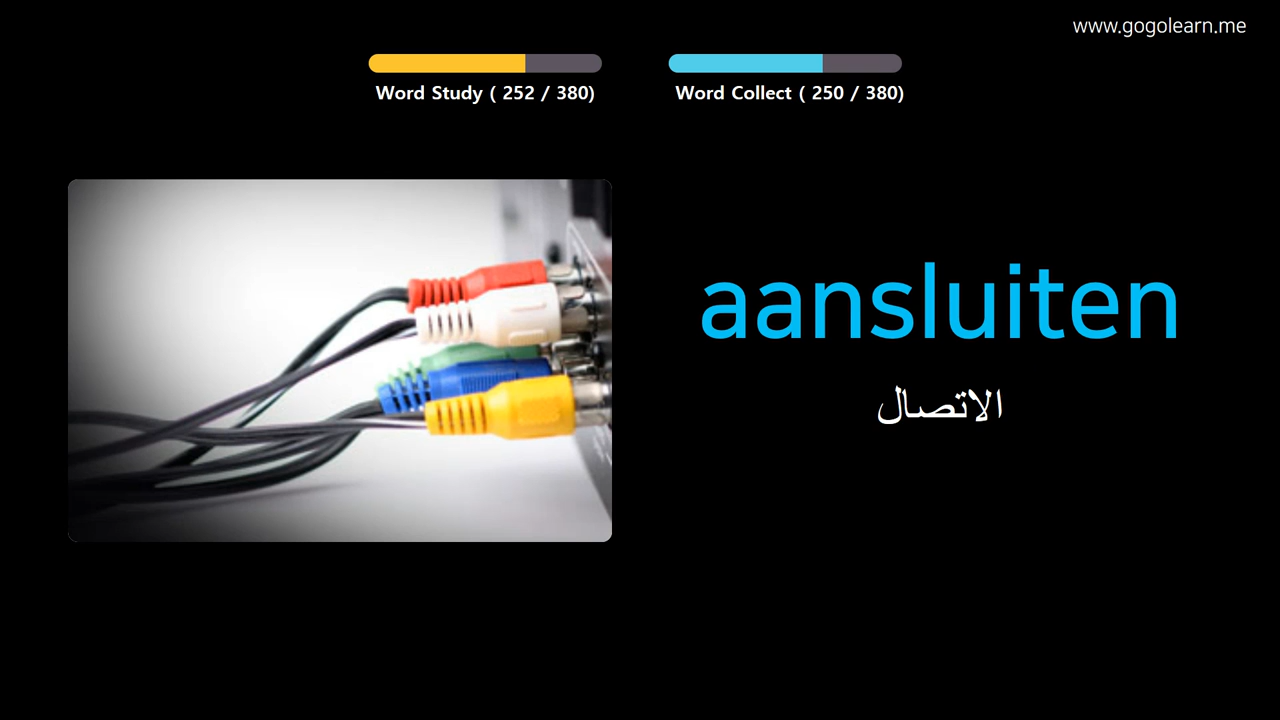 www.gogolearn.me
Word Study ( 252 / 380)
Word Collect ( 250 / 380)
aansluiten
الاتصال